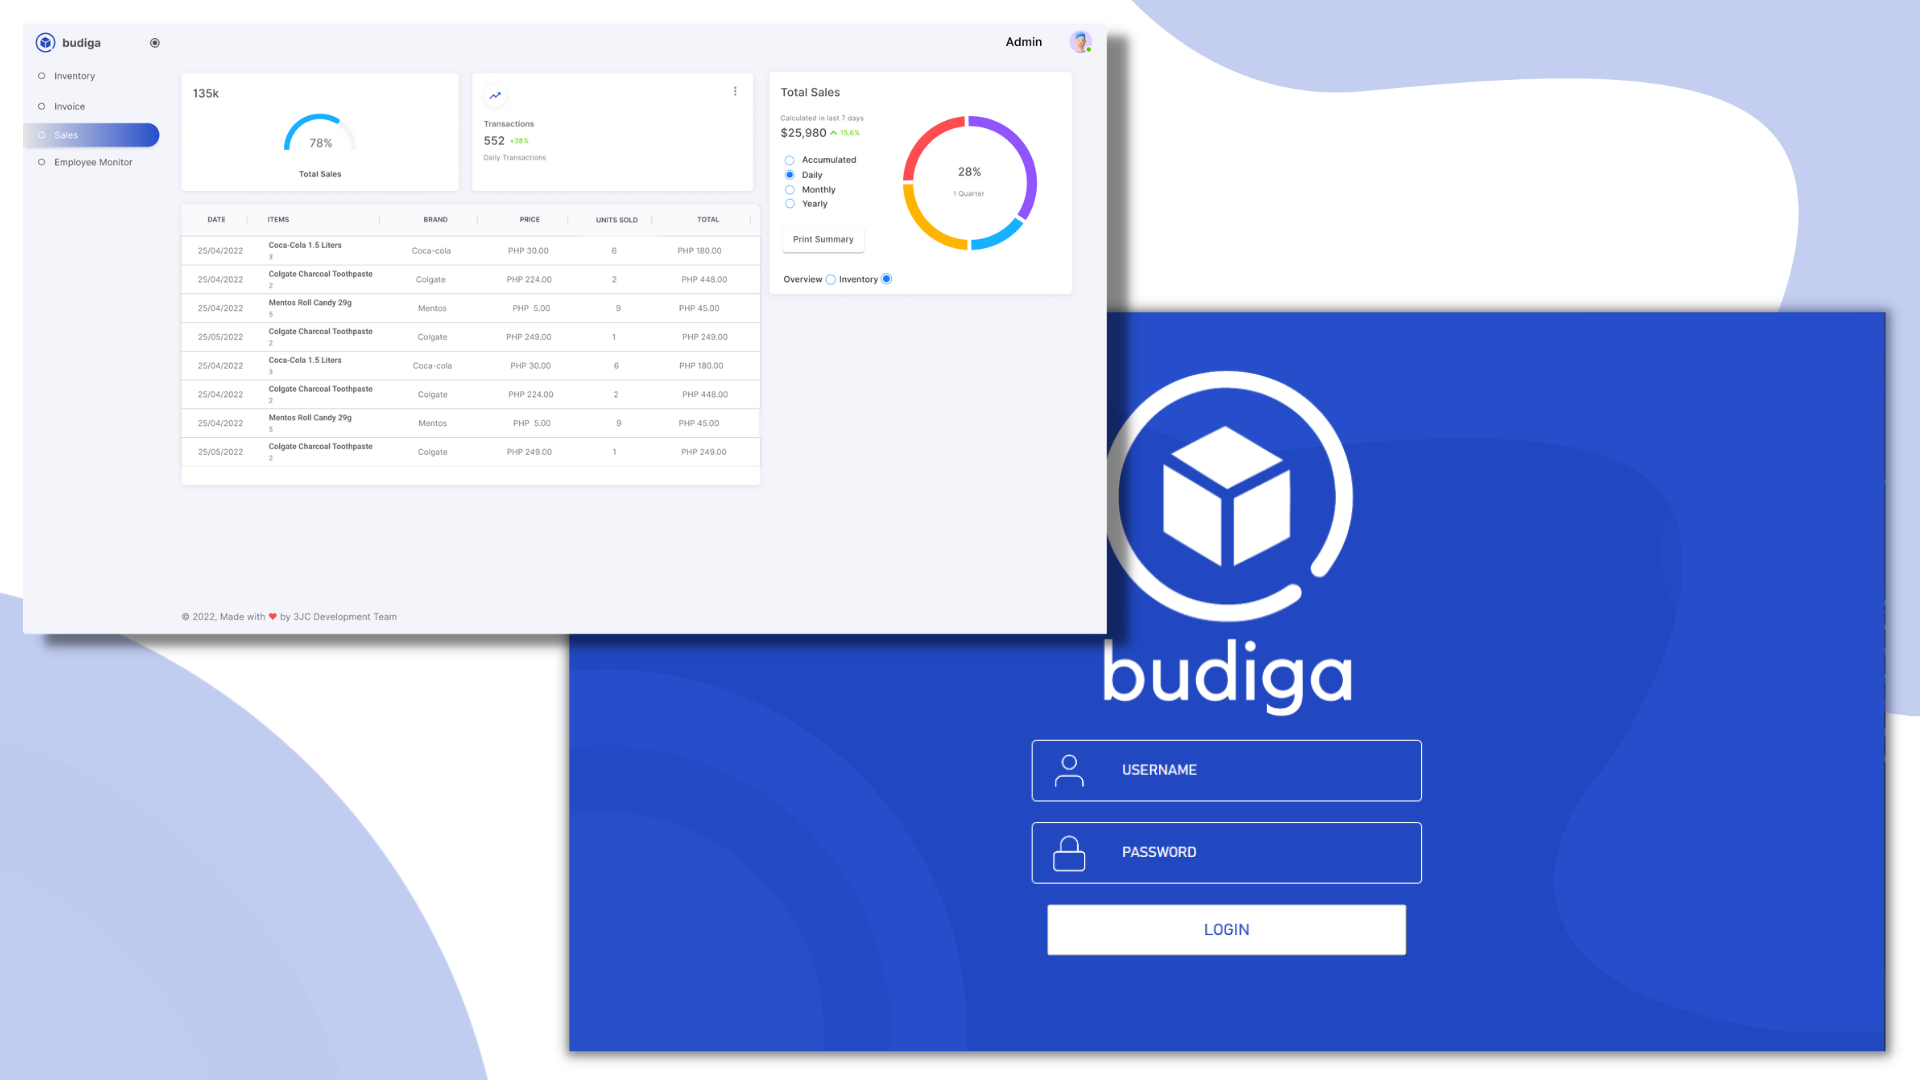 budiga
Admin
Inventory
Invoice
Sales
Employee Monitor
135k
78%
Total Sales
Transactions
552 +38%
Daily Transactions
Total Sales
Calculated in last 7 days
$25,980 15.6%
Accumulated
Daily
Monthly
Yearly
Print Summary
Overview Inventory
28%
1 Quarter
DATE ITEMS BRAND PRICE UNITS SOLD TOTAL
25/04/2022 Coca-Cola 1.5 Liters Coca-cola PHP 30.00 6 PHP 180.00
3
25/04/2022 Colgate Charcoal Toothpaste Colgate PHP 224.00 2 PHP 448.00
2
25/04/2022 Mentos Roll Candy 29g Mentos PHP 5.00 9 PHP 45.00
5
25/05/2022 Colgate Charcoal Toothpaste Colgate PHP 249.00 1 PHP 249.00
2
25/04/2022 Coca-Cola 1.5 Liters Coca-cola PHP 30.00 6 PHP 180.00
3
25/04/2022 Colgate Charcoal Toothpaste Colgate PHP 224.00 2 PHP 448.00
2
25/04/2022 Mentos Roll Candy 29g Mentos PHP 5.00 9 PHP 45.00
5
25/05/2022 Colgate Charcoal Toothpaste Colgate PHP 249.00 1 PHP 249.00
2
© 2022, Made with ❤ by 3JC Development Team
budiga
USERNAME
PASSWORD
LOGIN